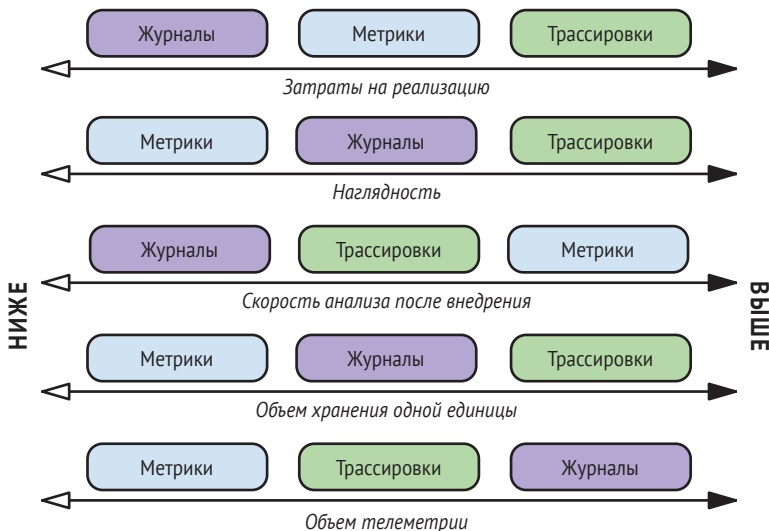 Журналы Метрики Трассировки
Затраты на реализацию
Метрики Журналы Трассировки
Наглядность
Журналы Трассировки Метрики
Скорость анализа после внедрения
НИЖЕ
ВЫШЕ
Метрики Журналы Трассировки
Объем хранения одной единицы
Метрики Трассировки Журналы
Объем телеметрии